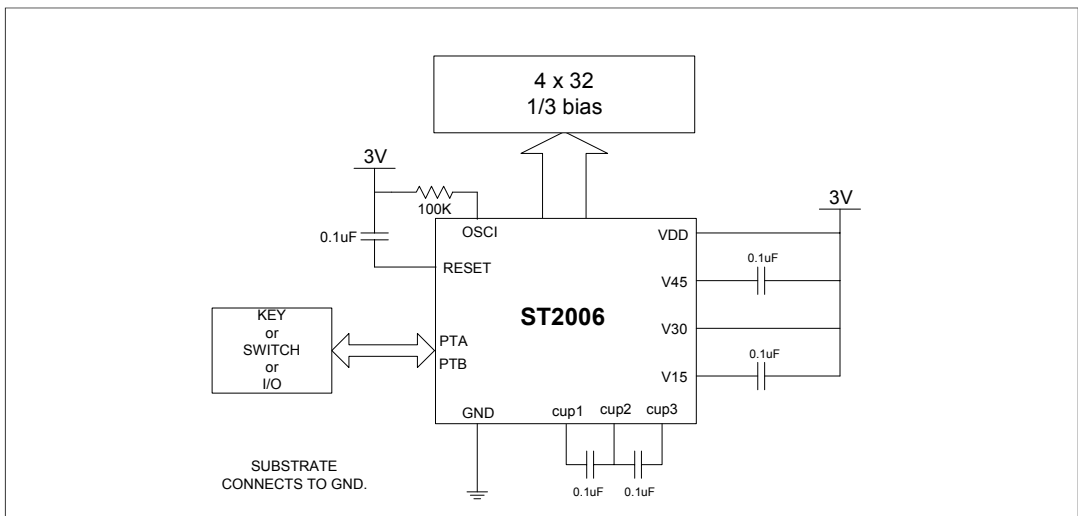 4 x 32
1/3 bias
3V
100K
0.1uF
OSCI
RESET
VDD
3V
V45
0.1uF
ST2006
V30
V15
0.1uF
KEY
or
SWITCH
or
I/O
PTA
PTB
GND
cup1
cup2
cup3
0.1uF
0.1uF
SUBSTRATE
CONNECTS TO GND.